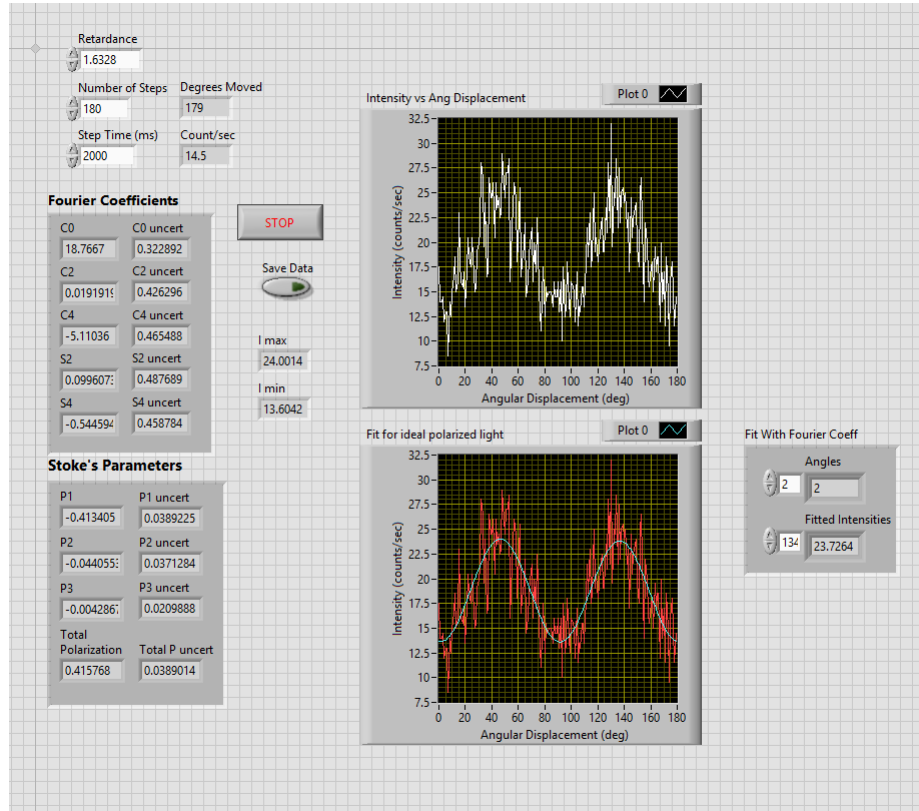 Retardance
1.6328
Number of Steps Degrees Moved
180 179
Step Time (ms) Count/sec
2000 14.5
Fourier Coefficients
C0 C0 uncert
18.7667 0.322892
C2 C2 uncert
0.0191919 0.426296
C4 C4 uncert
-5.11036 0.465488
S2 S2 uncert
0.099607 0.487689
S4 S4 uncert
-0.544594 0.458784
STOP
Save Data
I max
24.0014
I min
13.6042
Stoke's Parameters
P1 P1 uncert
-0.413405 0.0389225
P2 P2 uncert
-0.044055 0.0371284
P3 P3 uncert
-0.004286 0.0209888
Total
Polarization Total P uncert
0.415768 0.0389014
Intensity vs Ang Displacement Plot 0
Intensity (counts/sec)
32.5
30
27.5
25
22.5
20
17.5
15
12.5
10
7.5
0 20 40 60 80 100 120 140 160 180
Angular Displacement (deg)
Fit for ideal polarized light Plot 0
Intensity (counts/sec)
32.5
30
27.5
25
22.5
20
17.5
15
12.5
10
7.5
0 20 40 60 80 100 120 140 160 180
Angular Displacement (deg)
Fit With Fourier Coeff
Angles
2 2
Fitted Intensities
134 23.7264